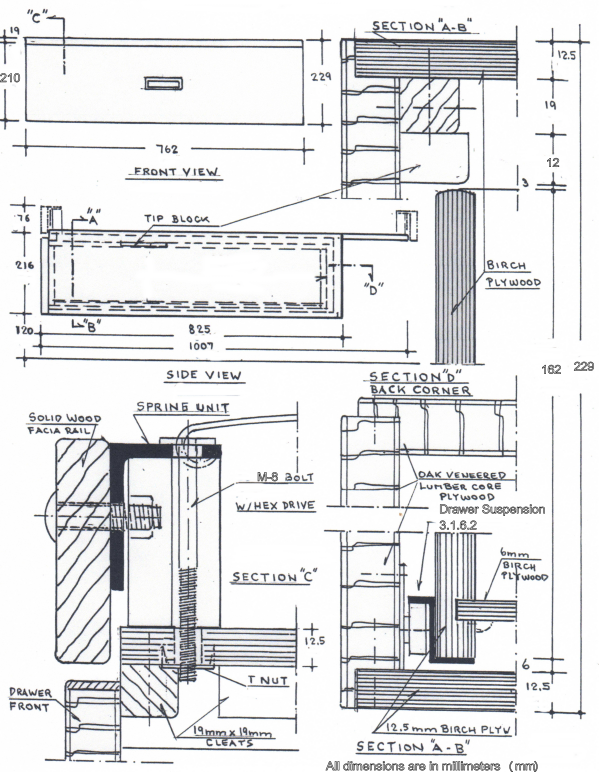 "C"
19
210
229
762
FRONT VIEW
SECTION "A-B"
12.5
19
12
3
BIRCH
PLYWOOD
162
229
76
"A
TIP BLOCK
216
"D"
"B"
120
825
1007
SIDE VIEW
SECTION "D"
BACK CORNER
SOLID WOOD
FACIA RAIL
SPRING UNIT
M-8 BOLT
W/HEX DRIVE
SECTION "C"
12.5
T NUT
DRAWER
FRONT
19mm x 19mm
CLEATS
OAK VENEERED
LUMBER CORE
PLYWOOD
Drawer Suspension
3.1.6.2
6mm
BIRCH
PLYWOOD
6
12.5
12.5mm BIRCH PLYW
SECTION "A-B"
All dimensions are in millimeters (mm)